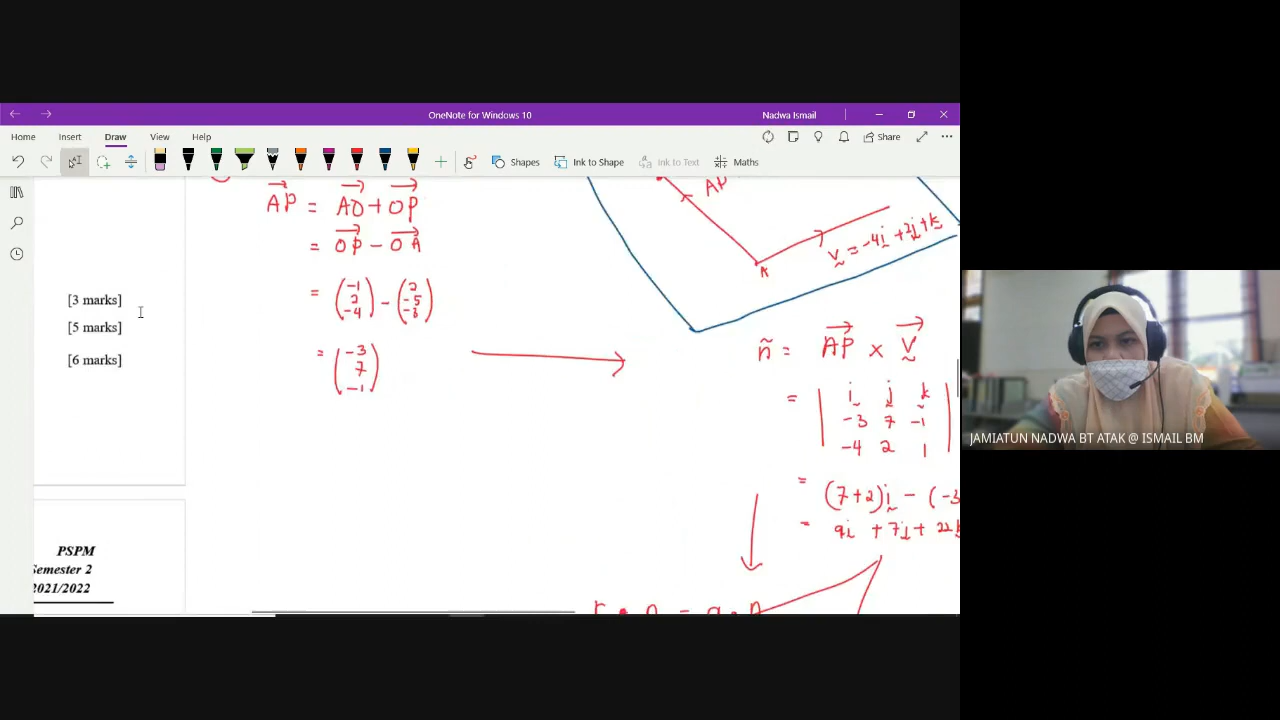 OneNote for Windows 10
Nadwa Ismail
Home Insert Draw View Help
Share
Shapes Ink to Shape Ink to Text Maths
[3 marks]
[5 marks]
[6 marks]
PSPM
Semester 2
2021/2022
AP = AO + OP
= OP - OA
= (-1 2 -4) - (2 -5 -3)
= (-3 7 -1)
AP
A
v = -4i + 2j + k
n = AP x v
= | i j k |
-3 7 -1
-4 2 1
= (7+2)i - (-3
= 9i + 7j + 22k
r . n = a . n
JAMIATUN NADWA BT ATAK @ ISMAIL BM